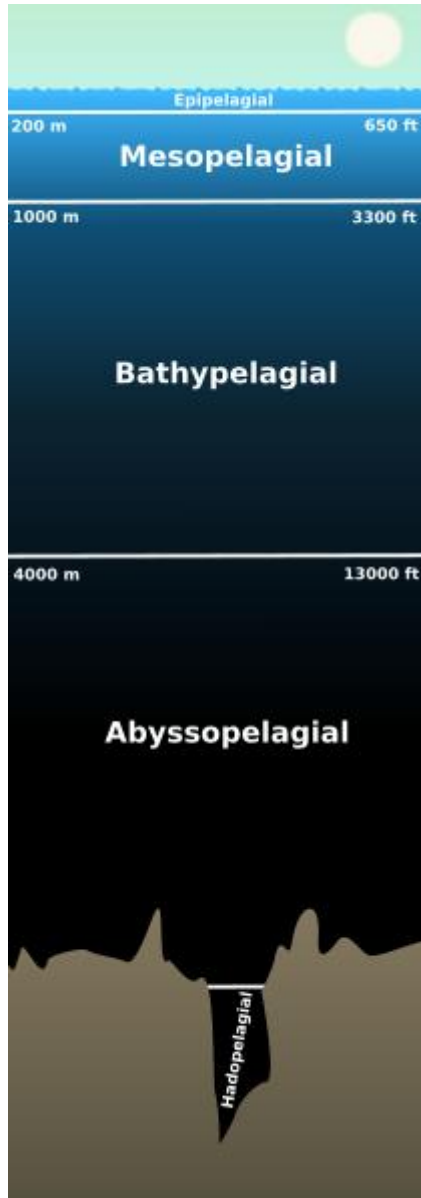 Epipelagial
200 m 650 ft
Mesopelagial
1000 m 3300 ft
Bathypelagial
4000 m 13000 ft
Abyssopelagial
Hadopelagial